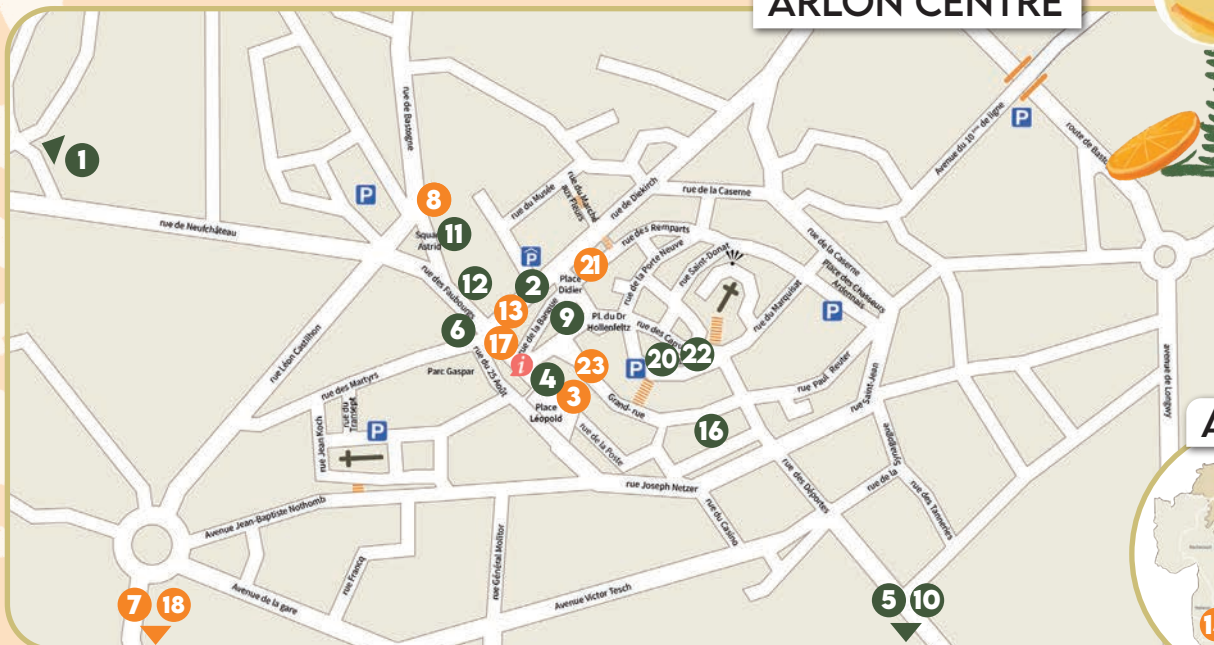 ARLON CENTRE
1
rue de Neufchâteau
rue de Bastogne
P
8
Square
Astrid
11
12
rue des Faubourgs
6
13
17
2
P
rue du Musée
rue du Marché
aux Fleurs
rue de Diekirch
rue de la Caserne
rue des Remparts
21
Place
Didier
9
rue de la Banque
rue de la Porte Neuve
rue Saint-Donat
Pl. du Dr
Hollenfeltz
rue des Capucins
rue du Marquisat
rue de la Caserne
Place des Chasseurs
Ardennais
P
Avenue du 10ème de ligne
P
route de Bastogne
avenue de Longwy
rue Léon Castilhon
Parc Gaspar
rue du 25 Août
i
4
23
3
Place
Léopold
P
20
22
Grand-rue
16
rue Paul Reuter
rue Saint-Jean
rue des Martyrs
rue Jean Koch
rue du
Transept
P
rue de la Poste
rue Joseph Netzer
rue du Casino
rue des Déportés
rue de la
Synagogue
rue des Tanneries
Avenue Jean-Baptiste Nothomb
rue Francq
rue Général Molitor
Avenue de la gare
Avenue Victor Tesch
7
18
5
10
A